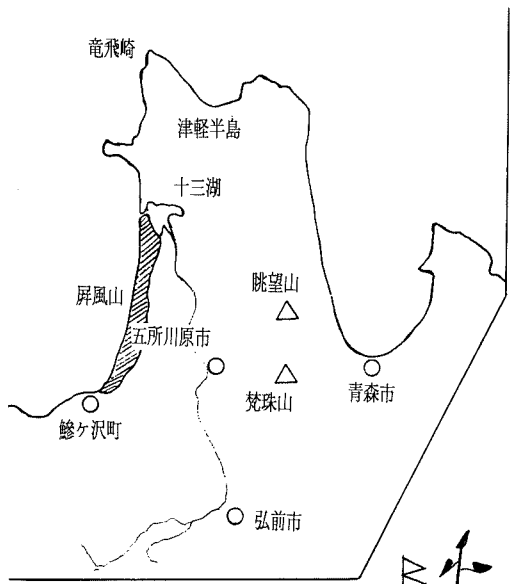 竜飛崎
津軽半島
十三湖
眺望山
屏風山
五所川原市
梵珠山
青森市
鰺ヶ沢町
弘前市